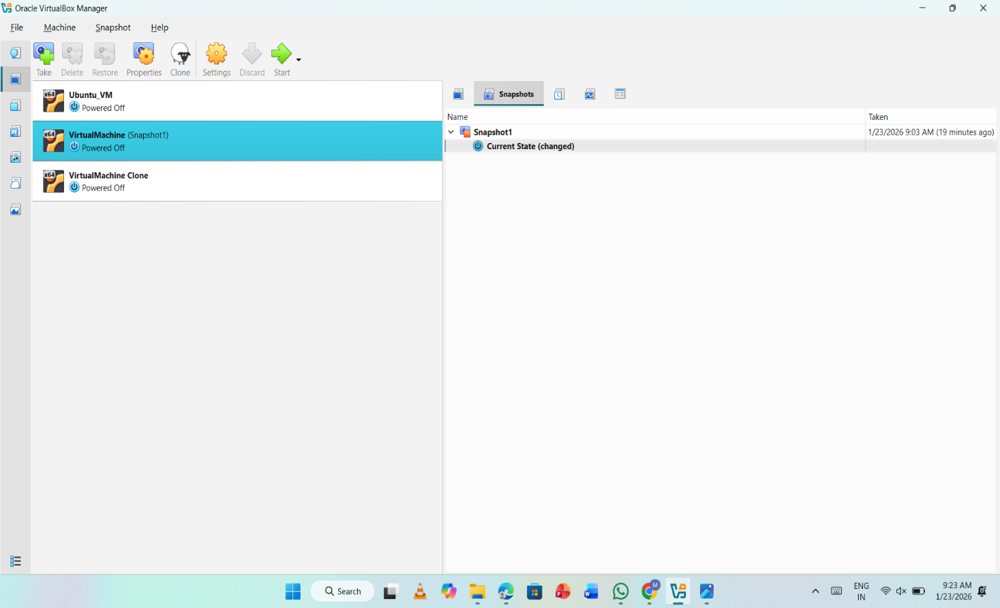 Oracle VirtualBox Manager
File Machine Snapshot Help
Take Delete Restore Properties Clone Settings Discard Start
x64 Ubuntu_VM
Powered Off
x64 VirtualMachine (Snapshot1)
Powered Off
x64 VirtualMachine Clone
Powered Off
Snapshots
Name Taken
Snapshot1 1/23/2026 9:03 AM (19 minutes ago)
Current State (changed)
Search
M
ENG
IN
9:23 AM
1/23/2026